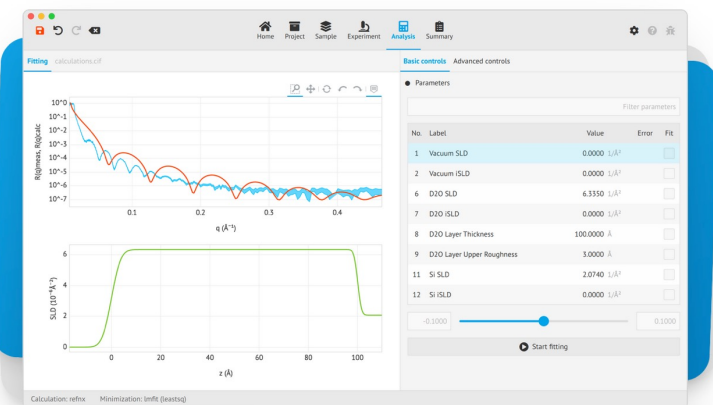 Home Project Sample Experiment Analysis Summary
Fitting calculations.cif
Basic controls Advanced controls
Parameters
Filter parameters
No. Label Value Error Fit
1 Vacuum SLD 0.0000 1/Å²
2 Vacuum iSLD 0.0000 1/Å²
6 D2O SLD 6.3350 1/Å²
7 D2O iSLD 0.0000 1/Å²
8 D2O Layer Thickness 100.0000 Å
9 D2O Layer Upper Roughness 3.0000 Å
11 Si SLD 2.0740 1/Å²
12 Si iSLD 0.0000 1/Å²
-0.1000 0.1000
Start fitting
R(q)meas, R(q)calc
10^0
10^-1
10^-2
10^-3
10^-4
10^-5
10^-6
10^-7
0.1 0.2 0.3 0.4
q (Å⁻¹)
SLD (10⁻⁶Å⁻²)
6
4
2
0
0 20 40 60 80 100
z (Å)
Calculation: refnx Minimization: lmfit (leastsq)